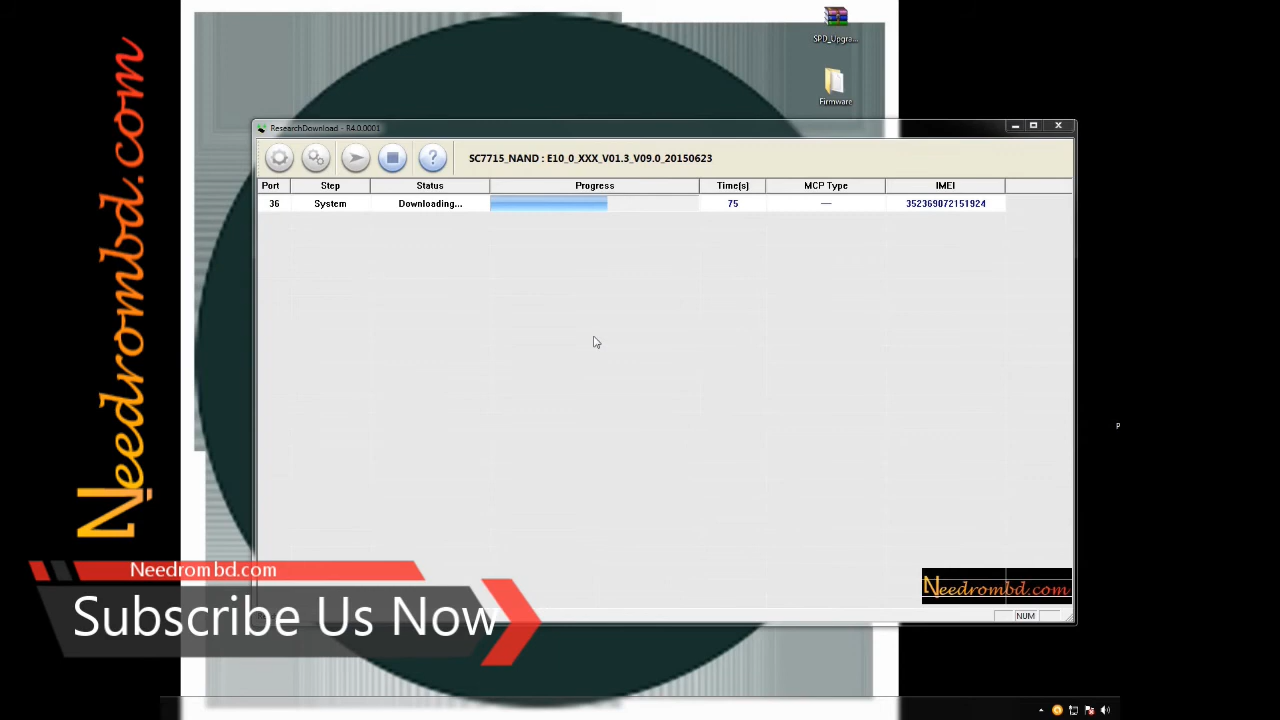 Needrombd.com
SPD_Upgra...
Firmware
ResearchDownload - R4.0.0001
SC7715_NAND : E10_0_XXX_V01.3_V09.0_20150623
Port Step Status Progress Time(s) MCP Type IMEI
36 System Downloading... 75 — 352369072151924
P
Needrombd.com
Needrombd.com
Subscribe Us Now
NUM